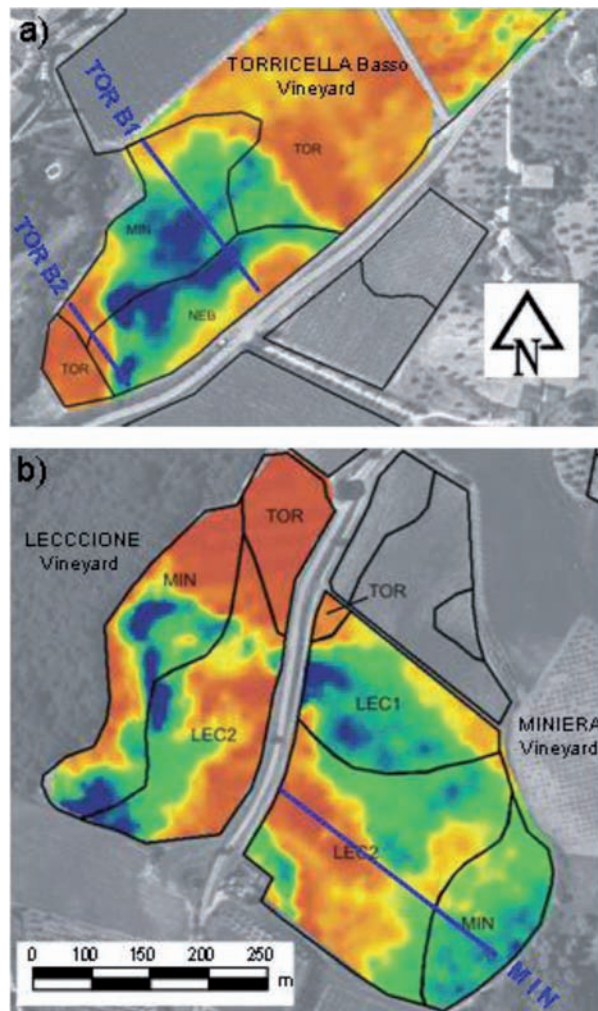 a)
TORRICELLA Basso
Vineyard
TOR B1
TOR
MIN
TOR B2
NEB
TOR
N
b)
LECCCIONE
Vineyard
TOR
MIN
TOR
LEC1
LEC2
MINIERA
Vineyard
LEC2
MIN
MIN
0 100 150 200 250
m